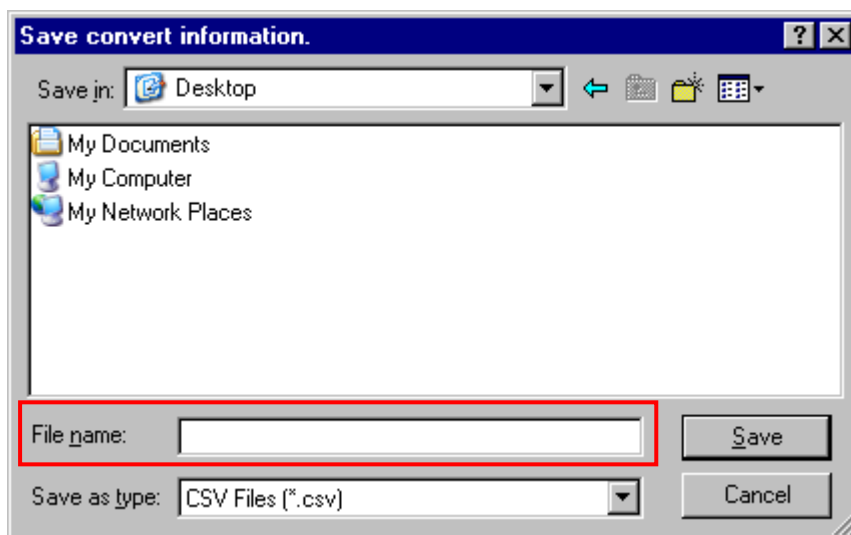 Save convert information.
Save in: Desktop
My Documents
My Computer
My Network Places
File name:
Save
Save as type: CSV Files (*.csv)
Cancel